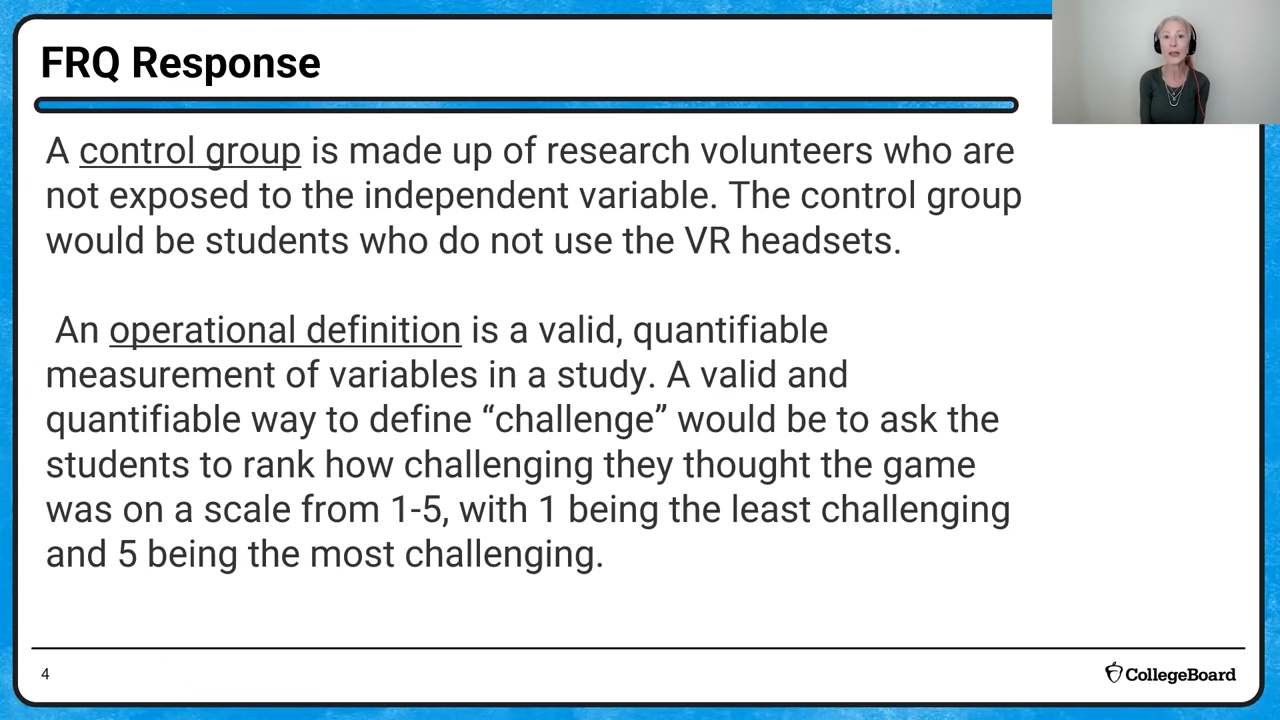 FRQ Response
A control group is made up of research volunteers who are
not exposed to the independent variable. The control group
would be students who do not use the VR headsets.
An operational definition is a valid, quantifiable
measurement of variables in a study. A valid and
quantifiable way to define “challenge” would be to ask the
students to rank how challenging they thought the game
was on a scale from 1-5, with 1 being the least challenging
and 5 being the most challenging.
4
CollegeBoard